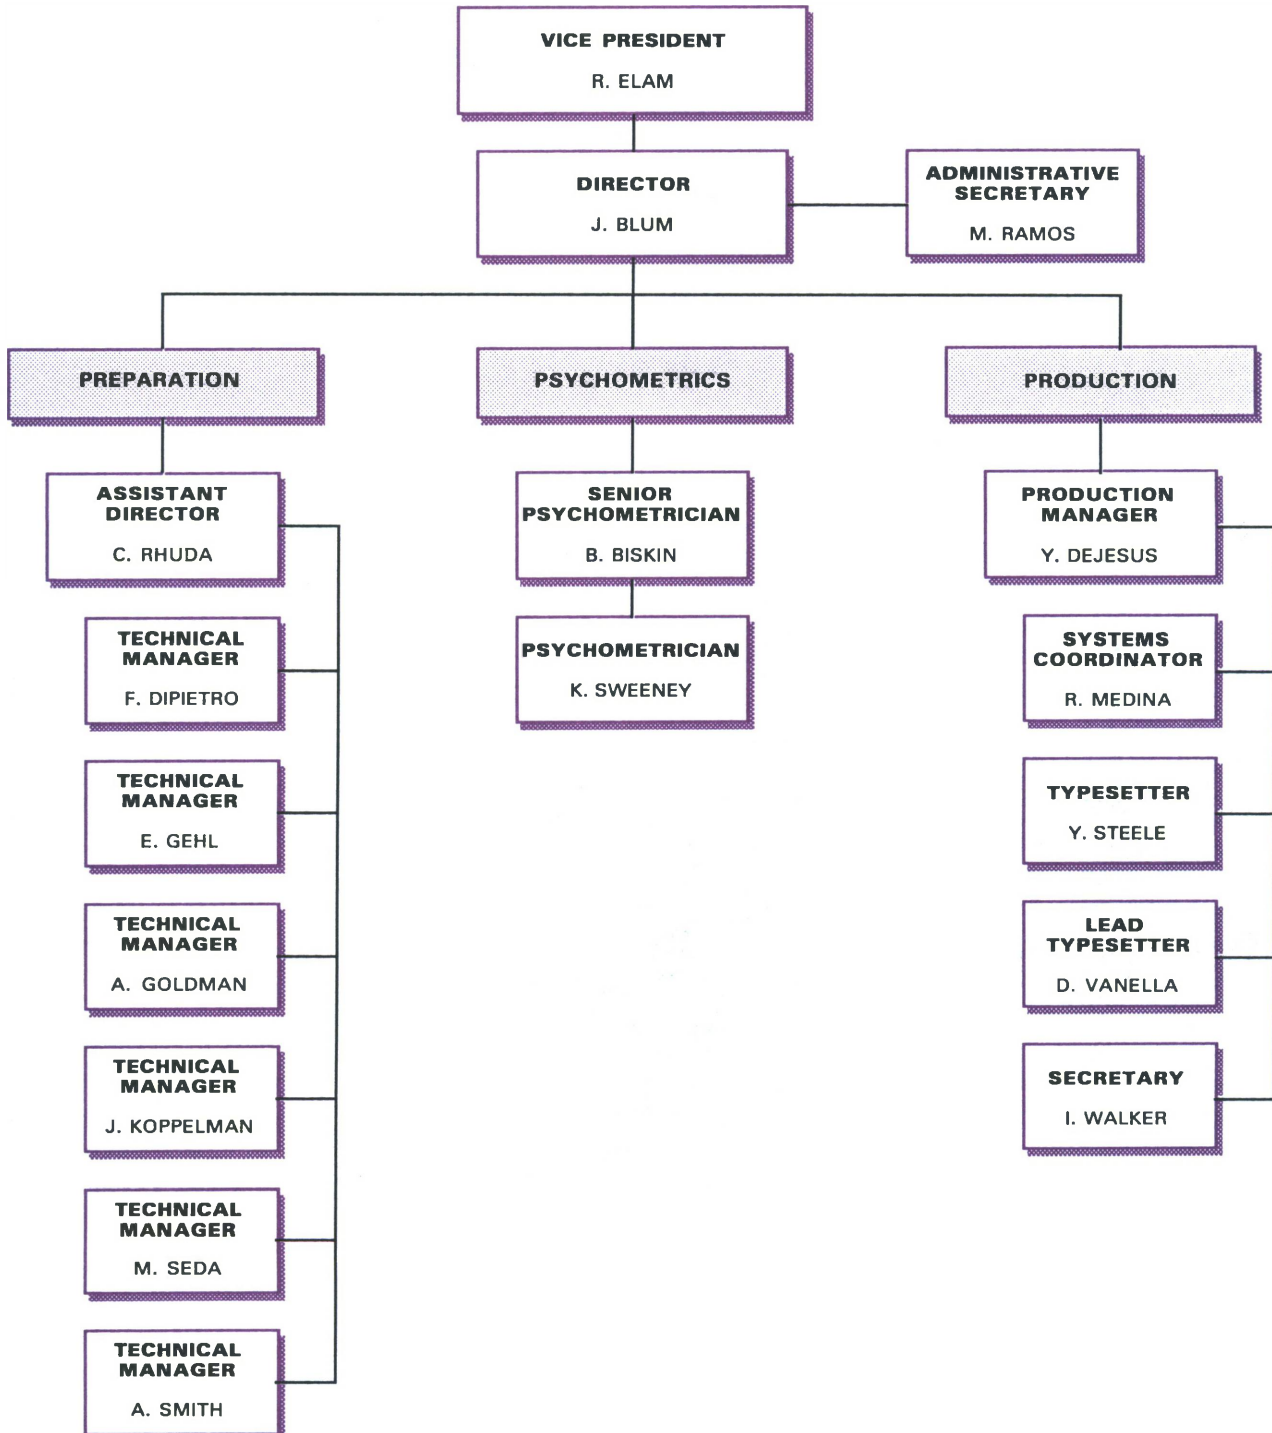 VICE PRESIDENT
R. ELAM
DIRECTOR
J. BLUM
ADMINISTRATIVE
SECRETARY
M. RAMOS
PREPARATION
PSYCHOMETRICS
PRODUCTION
ASSISTANT
DIRECTOR
C. RHUDA
TECHNICAL
MANAGER
F. DIPIETRO
TECHNICAL
MANAGER
E. GEHL
TECHNICAL
MANAGER
A. GOLDMAN
TECHNICAL
MANAGER
J. KOPPELMAN
TECHNICAL
MANAGER
M. SEDA
TECHNICAL
MANAGER
A. SMITH
SENIOR
PSYCHOMETRICIAN
B. BISKIN
PSYCHOMETRICIAN
K. SWEENEY
PRODUCTION
MANAGER
Y. DEJESUS
SYSTEMS
COORDINATOR
R. MEDINA
TYPESETTER
Y. STEELE
LEAD
TYPESETTER
D. VANELLA
SECRETARY
I. WALKER